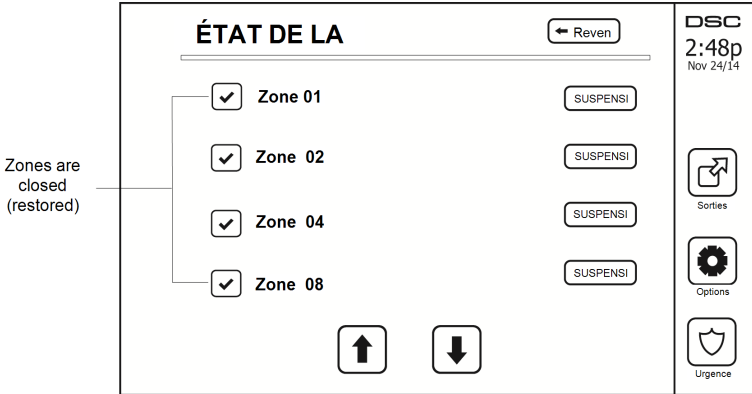 ÉTAT DE LA
Reven
DSC
2:48p
Nov 24/14
Zone 01
SUSPENSI
Zone 02
SUSPENSI
Zones are
closed
(restored)
Zone 04
SUSPENSI
Zone 08
SUSPENSI
Sorties
Options
Urgence